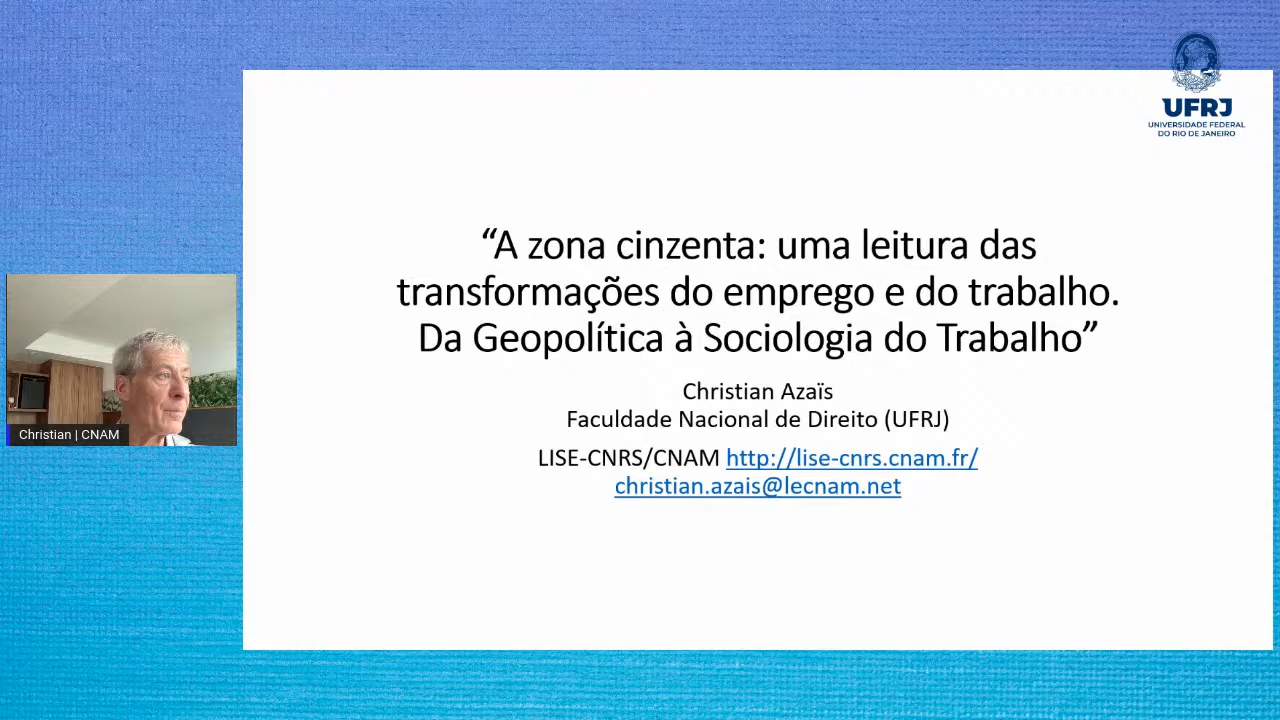 UFRJ
UNIVERSIDADE FEDERAL
DO RIO DE JANEIRO
“A zona cinzenta: uma leitura das
transformações do emprego e do trabalho.
Da Geopolítica à Sociologia do Trabalho”
Christian Azaïs
Faculdade Nacional de Direito (UFRJ)
LISE-CNRS/CNAM http://lise-cnrs.cnam.fr/
christian.azais@lecnam.net
Christian | CNAM